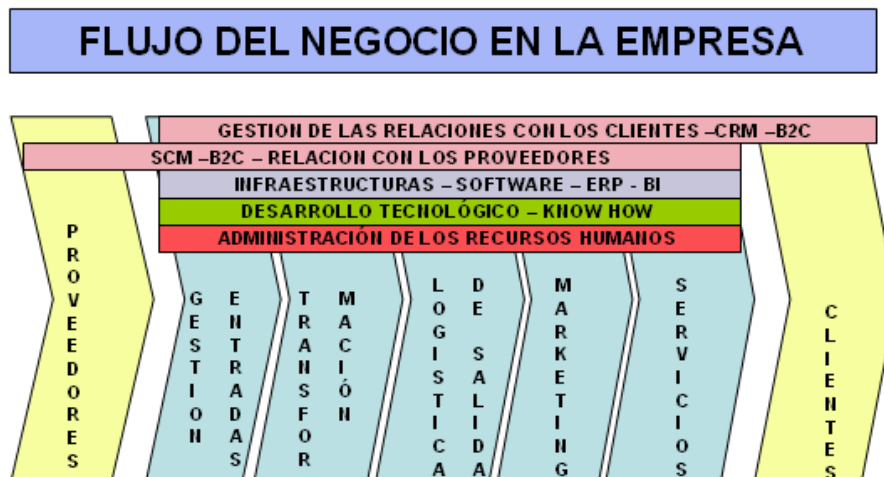 FLUJO DEL NEGOCIO EN LA EMPRESA
GESTION DE LAS RELACIONES CON LOS CLIENTES –CRM –B2C
SCM –B2C – RELACION CON LOS PROVEEDORES
INFRAESTRUCTURAS – SOFTWARE – ERP - BI
DESARROLLO TECNOLÓGICO – KNOW HOW
ADMINISTRACIÓN DE LOS RECURSOS HUMANOS
PROVEEDORES
GESTION
ENTRADAS
TRANSFOR
MACIÓN
LOGISTICA
DE SALIDA
MARKETING
SERVICIOS
CLIENTES